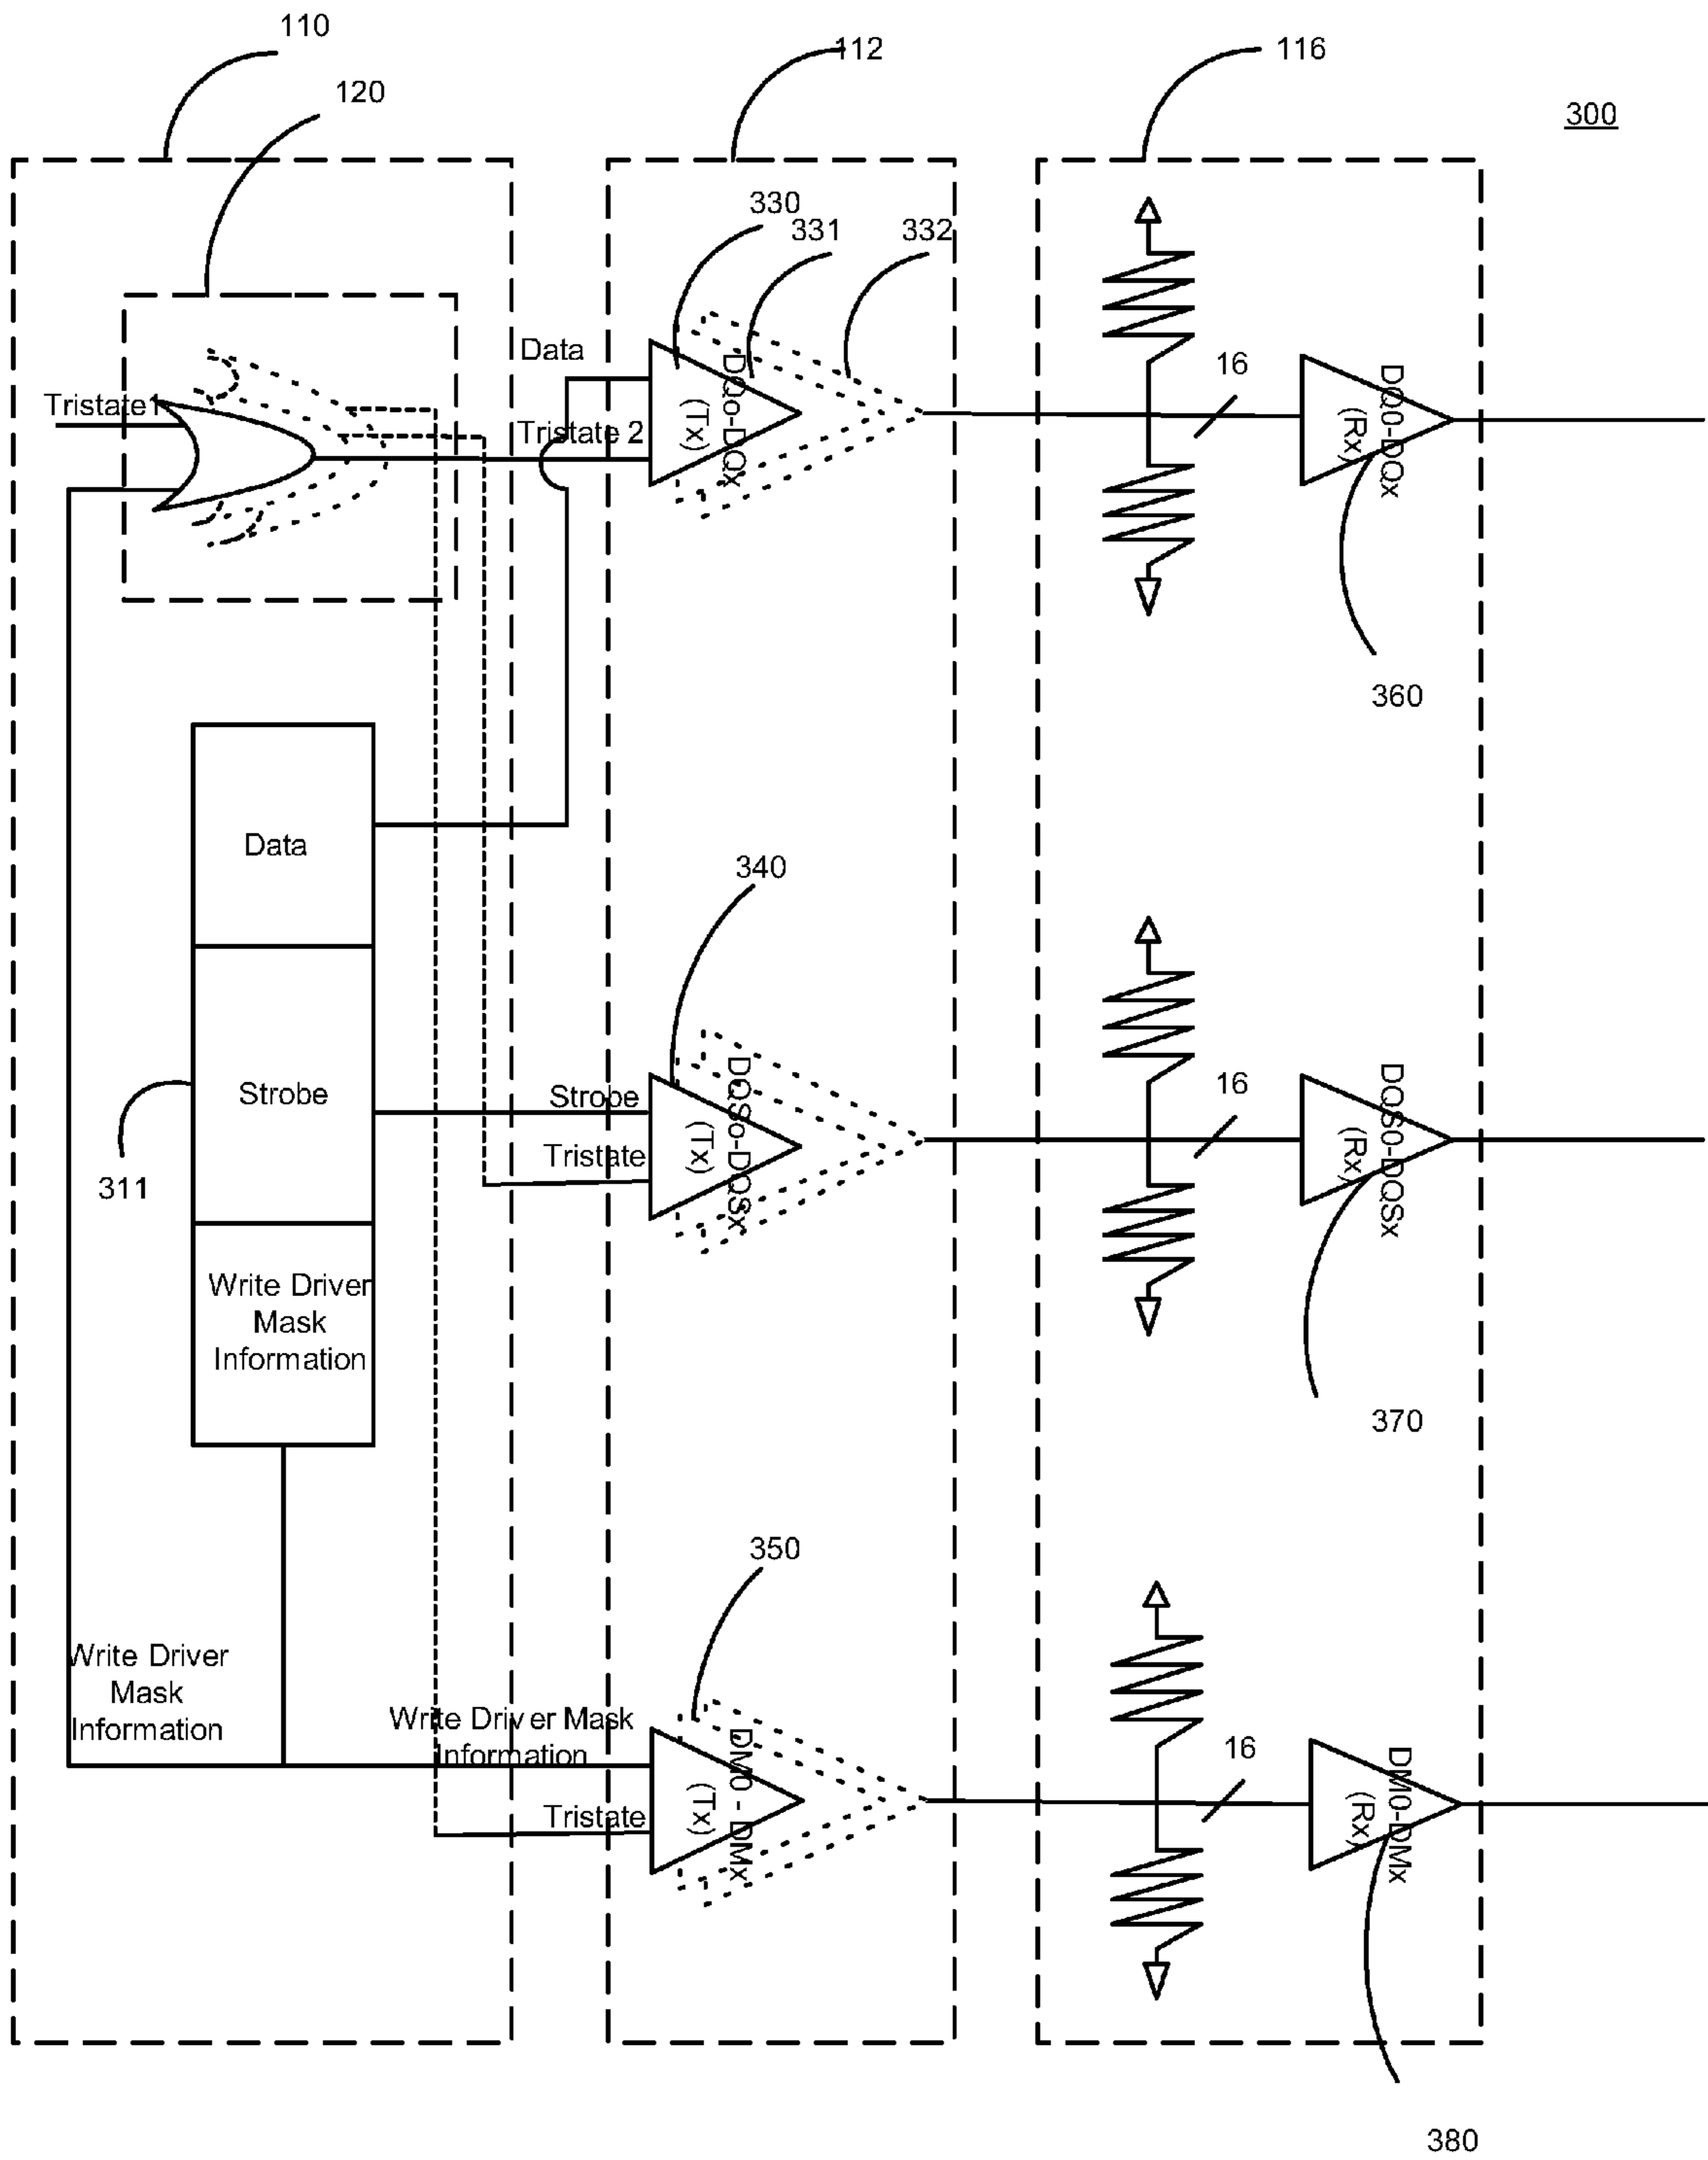 110
112
116
120
300
330
331
332
Data
16
Tristate 1
Tristate 2
DQo-DQx
(Tx)
DQ0-DQx
(Rx)
360
Data
340
Strobe
16
Strobe
Tristate
DQSo-DQSx
(Tx)
DQS0-DQSx
(Rx)
311
Write Driver
Mask
Information
370
350
Write Driver
Mask
Information
Write Driver Mask
Information
16
Tristate
DM0 - DMx
(Tx)
DM0-DMx
(Rx)
380